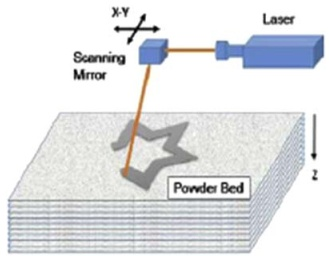 X-Y
Laser
Scanning
Mirror
Powder Bed
Z